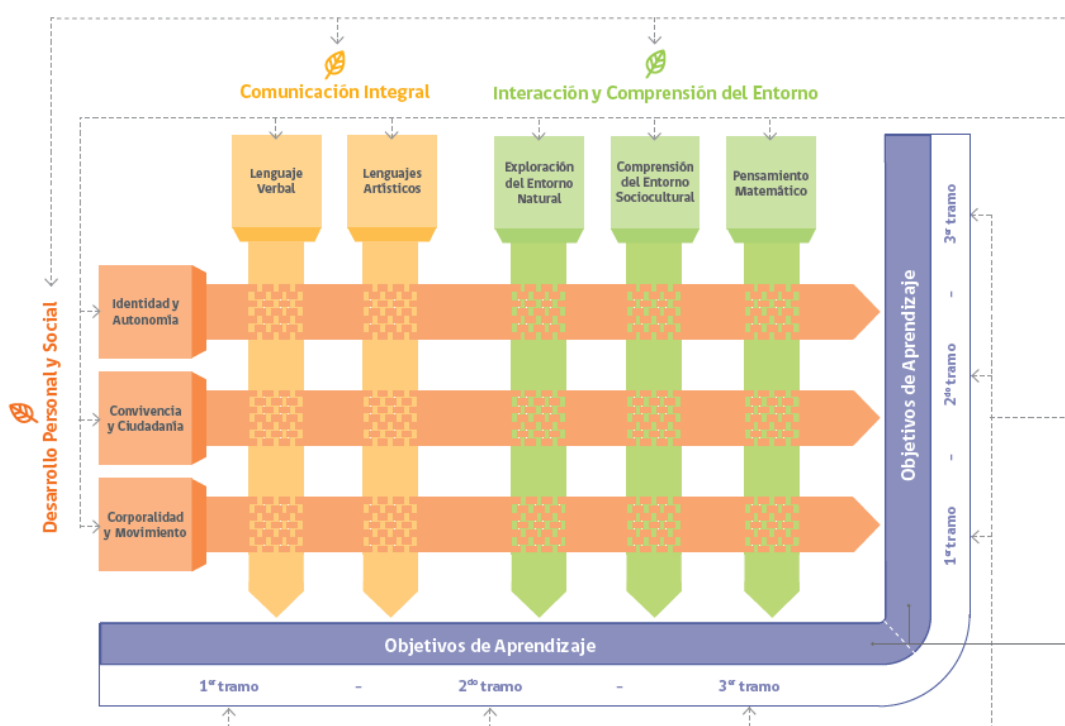 Comunicación Integral
Interacción y Comprensión del Entorno
Lenguaje
Verbal
Lenguajes
Artísticos
Exploración
del Entorno
Natural
Comprensión
del Entorno
Sociocultural
Pensamiento
Matemático
Desarrollo Personal y Social
Identidad y
Autonomía
Convivencia
y Ciudadanía
Corporalidad
y Movimiento
Objetivos de Aprendizaje
1er tramo – 2do tramo – 3er tramo
Objetivos de Aprendizaje
1er tramo – 2do tramo – 3er tramo